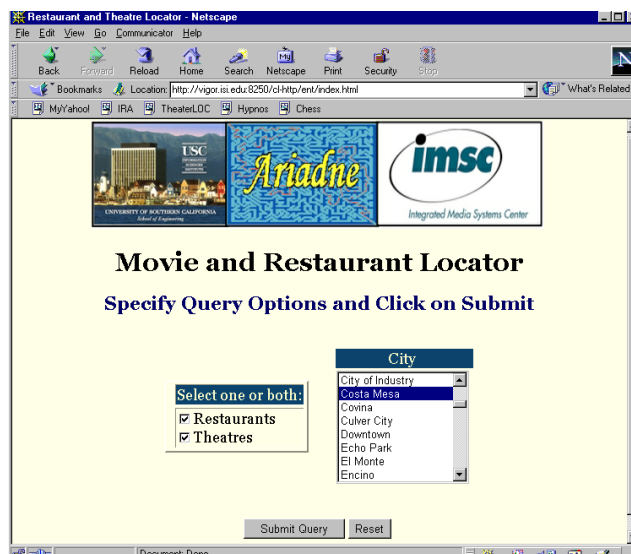 Restaurant and Theatre Locator - Netscape
File Edit View Go Communicator Help
My
N
Back Forward Reload Home Search Netscape Print Security Stop
Bookmarks Location: http://vigor.isi.edu:8250/cl-http/ent/index.html What's Related
MyYahoo! IRA TheaterLOC Hypnos Chess
USC
INFORMATION
SCIENCES
INSTITUTE
UNIVERSITY OF SOUTHERN CALIFORNIA
School of Engineering
Ariadne
imsc
Integrated Media Systems Center
Movie and Restaurant Locator
Specify Query Options and Click on Submit
Select one or both:
Restaurants
Theatres
City
City of Industry
Costa Mesa
Covina
Culver City
Downtown
Echo Park
El Monte
Encino
Submit Query Reset
Document: Done